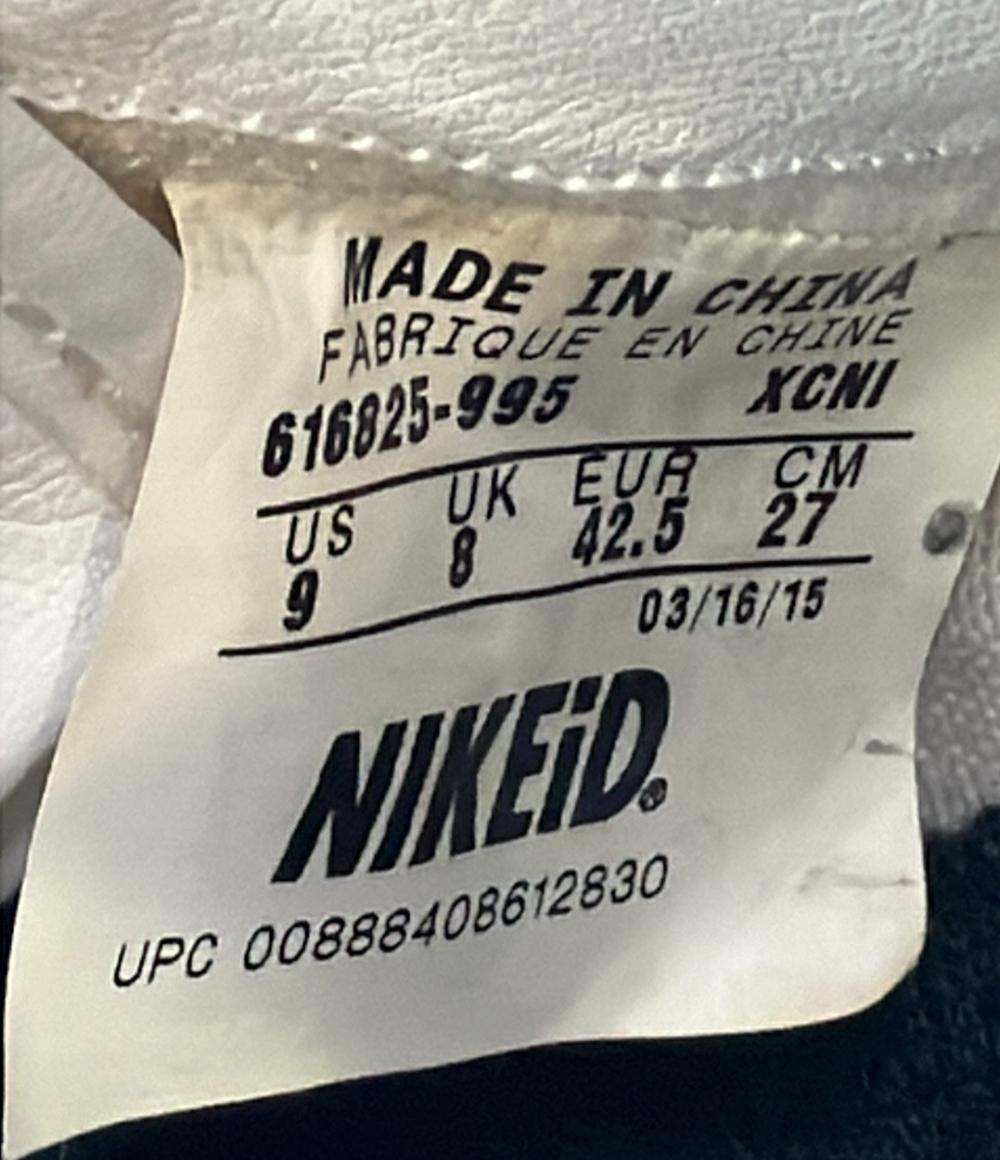 MADE IN CHINA
FABRIQUE EN CHINE
616825-995 XCNI
US UK EUR CM
9 8 42.5 27
03/16/15
NIKEiD®
UPC 00888408612830